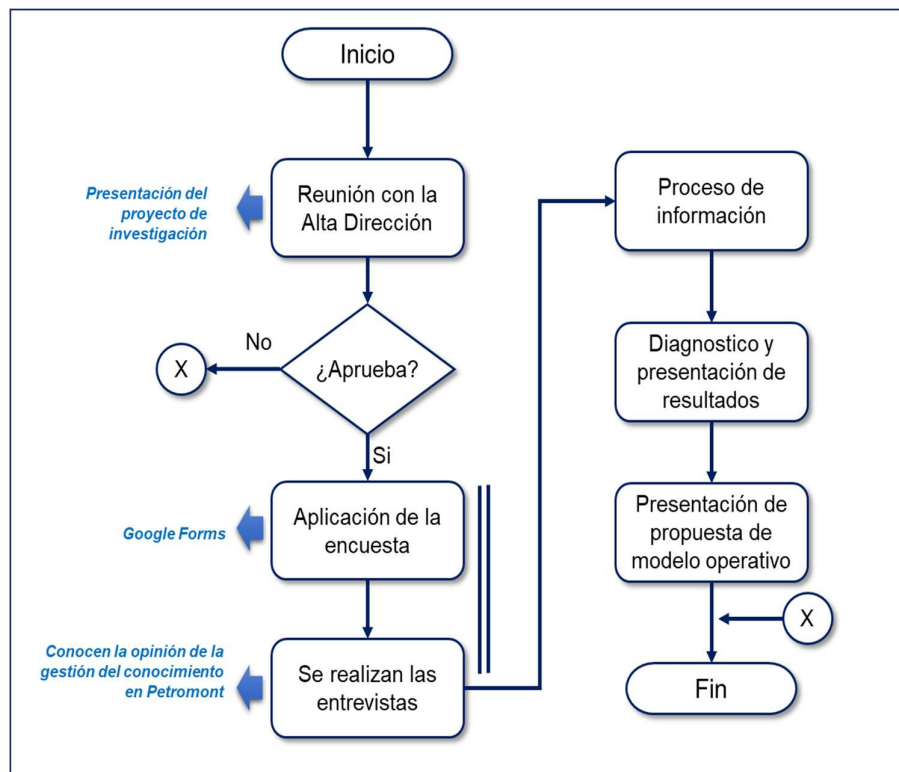 Inicio
Presentación del
proyecto de
investigación
Reunión con la
Alta Dirección
No
X
¿Aprueba?
Si
Google Forms
Aplicación de la
encuesta
Conocen la opinión de la
gestión del conocimiento
en Petromont
Se realizan las
entrevistas
Proceso de
información
Diagnostico y
presentación de
resultados
Presentación de
propuesta de
modelo operativo
X
Fin